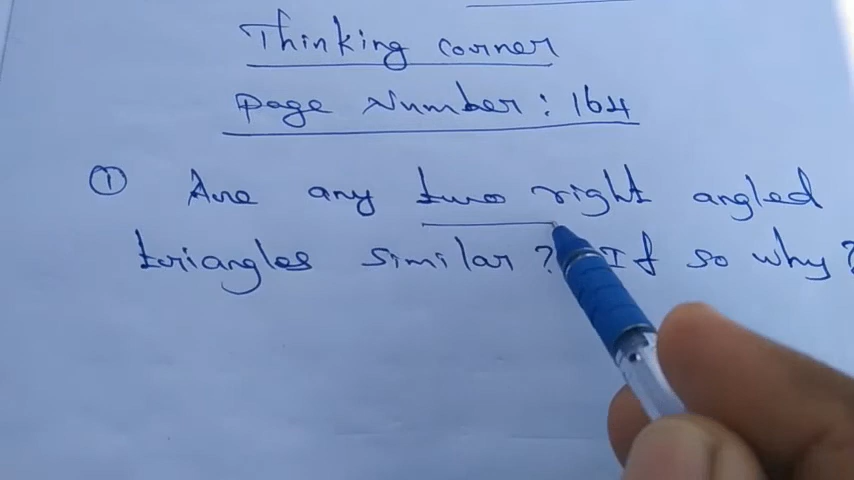 Thinking corner
Page Number: 164
① Are any two right angled
triangles similar? If so why?